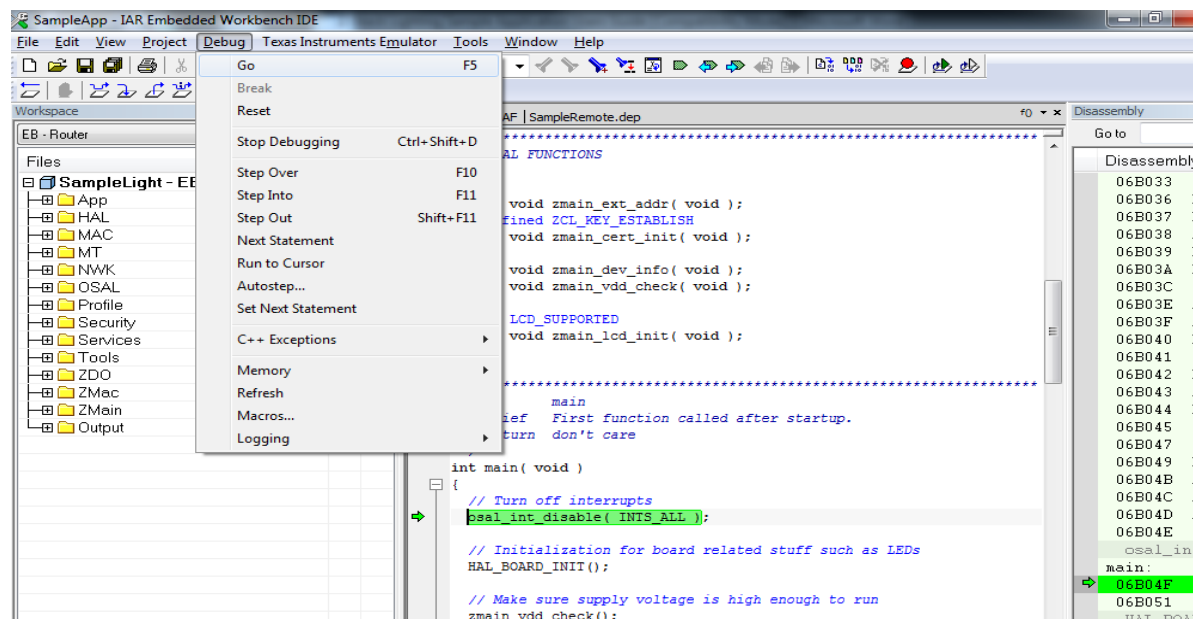 SampleApp - IAR Embedded Workbench IDE
File Edit View Project Debug Texas Instruments Emulator Tools Window Help
Go F5
Break
Reset
Stop Debugging Ctrl+Shift+D
Step Over F10
Step Into F11
Step Out Shift+F11
Next Statement
Run to Cursor
Autostep...
Set Next Statement
C++ Exceptions
Memory
Refresh
Macros...
Logging
Workspace
EB - Router
Files
SampleLight - EB
App
HAL
MAC
MT
NWK
OSAL
Profile
Security
Services
Tools
ZDO
ZMac
ZMain
Output
AF | SampleRemote.dep f()
*****************************************************************
AL FUNCTIONS
void zmain_ext_addr( void );
fined ZCL_KEY_ESTABLISH
void zmain_cert_init( void );
void zmain_dev_info( void );
void zmain_vdd_check( void );
LCD_SUPPORTED
void zmain_lcd_init( void );
*****************************************************************
main
ief First function called after startup.
turn don't care
int main( void )
{
// Turn off interrupts
osal_int_disable( INTS_ALL );
// Initialization for board related stuff such as LEDs
HAL_BOARD_INIT();
// Make sure supply voltage is high enough to run
zmain_vdd_check();
Disassembly
Go to
Disassembly
06B033
06B036
06B037
06B038
06B039
06B03A
06B03C
06B03E
06B03F
06B040
06B041
06B042
06B043
06B044
06B045
06B047
06B049
06B04B
06B04C
06B04D
06B04E
osal_in
main:
06B04F
06B051
HAL_BOA